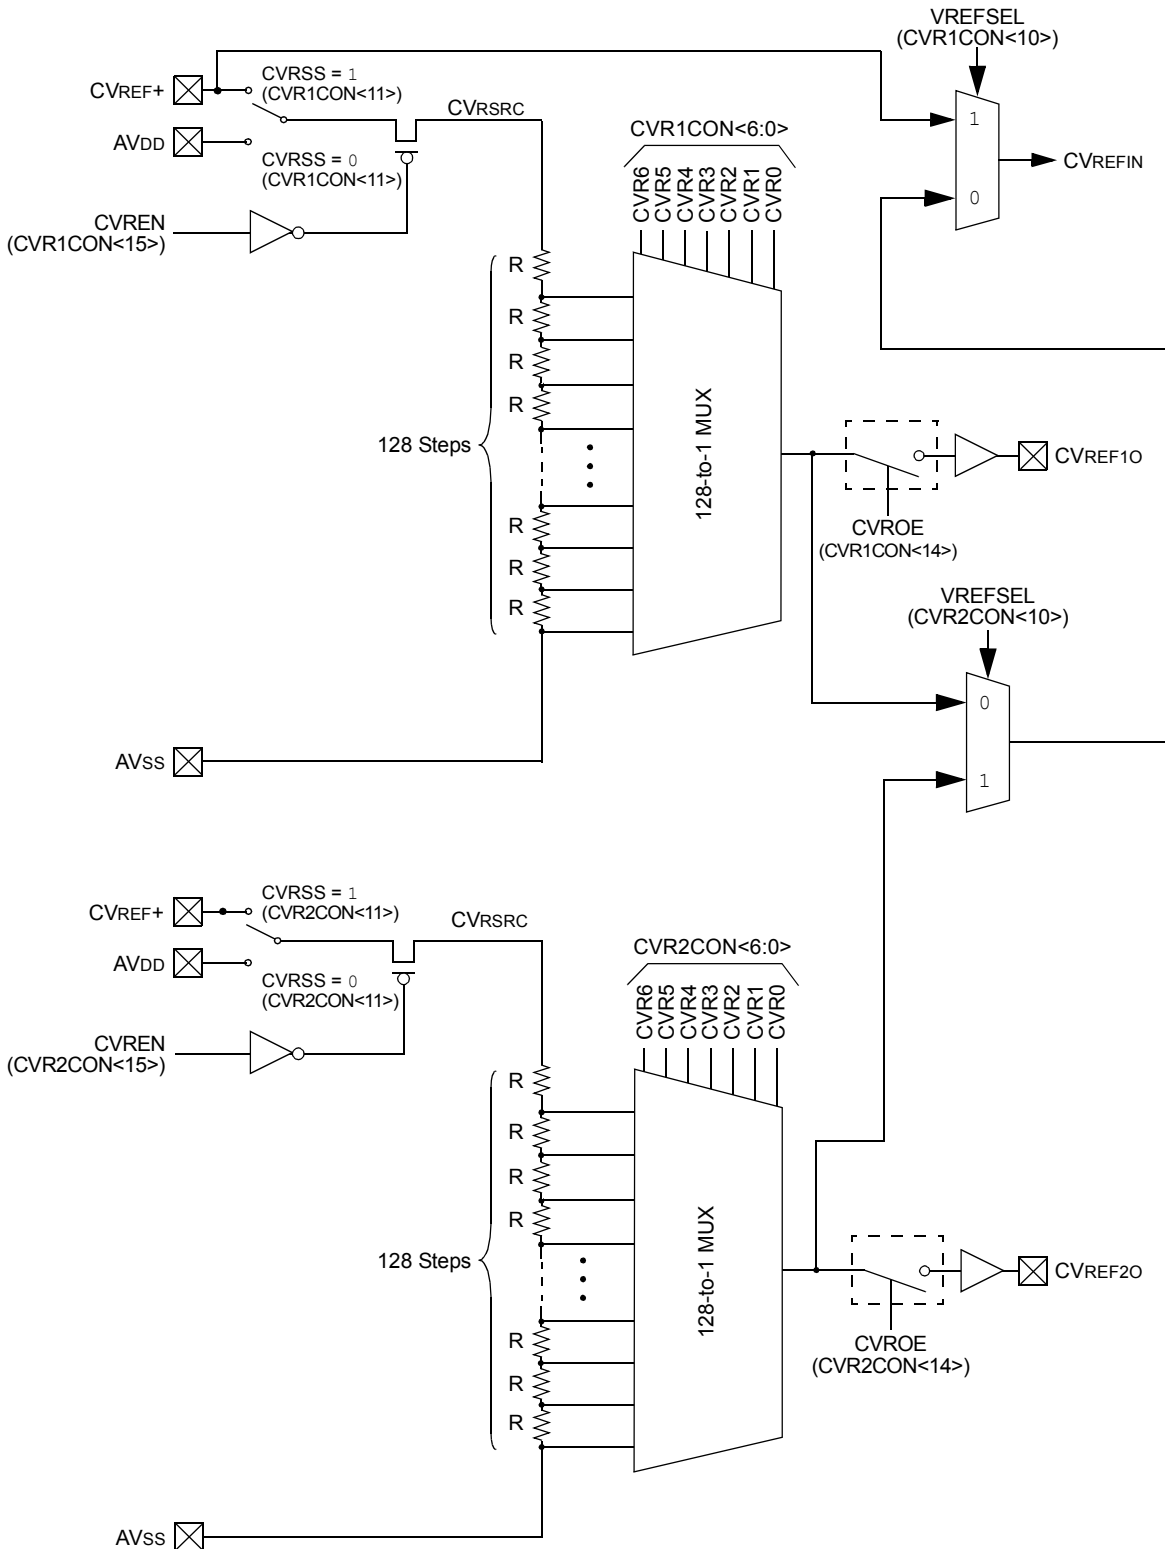 VREFSEL
(CVR1CON<10>)
CVREF+
CVRSS = 1
(CVR1CON<11>)
CVRSRC
AVDD
CVRSS = 0
(CVR1CON<11>)
CVREN
(CVR1CON<15>)
CVR1CON<6:0>
CVR6
CVR5
CVR4
CVR3
CVR2
CVR1
CVR0
1
0
CVREFIN
R
R
R
R
128 Steps
R
R
R
128-to-1 MUX
CVREF1O
CVROE
(CVR1CON<14>)
VREFSEL
(CVR2CON<10>)
0
1
AVSS
CVREF+
CVRSS = 1
(CVR2CON<11>)
CVRSRC
AVDD
CVRSS = 0
(CVR2CON<11>)
CVREN
(CVR2CON<15>)
CVR2CON<6:0>
CVR6
CVR5
CVR4
CVR3
CVR2
CVR1
CVR0
R
R
R
R
128 Steps
R
R
R
128-to-1 MUX
CVREF2O
CVROE
(CVR2CON<14>)
AVSS